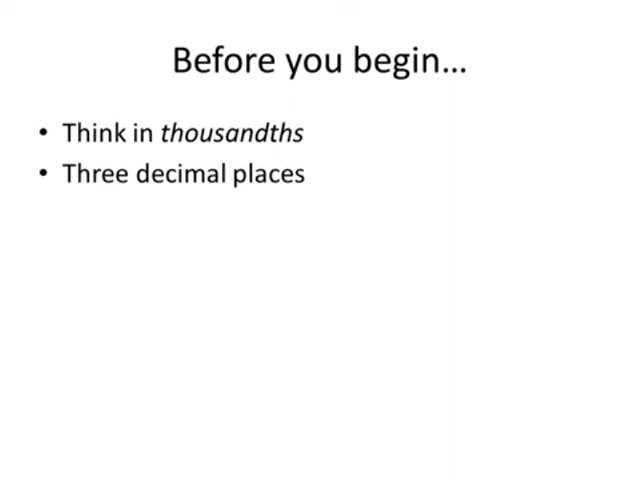 Before you begin…
• Think in thousandths
• Three decimal places